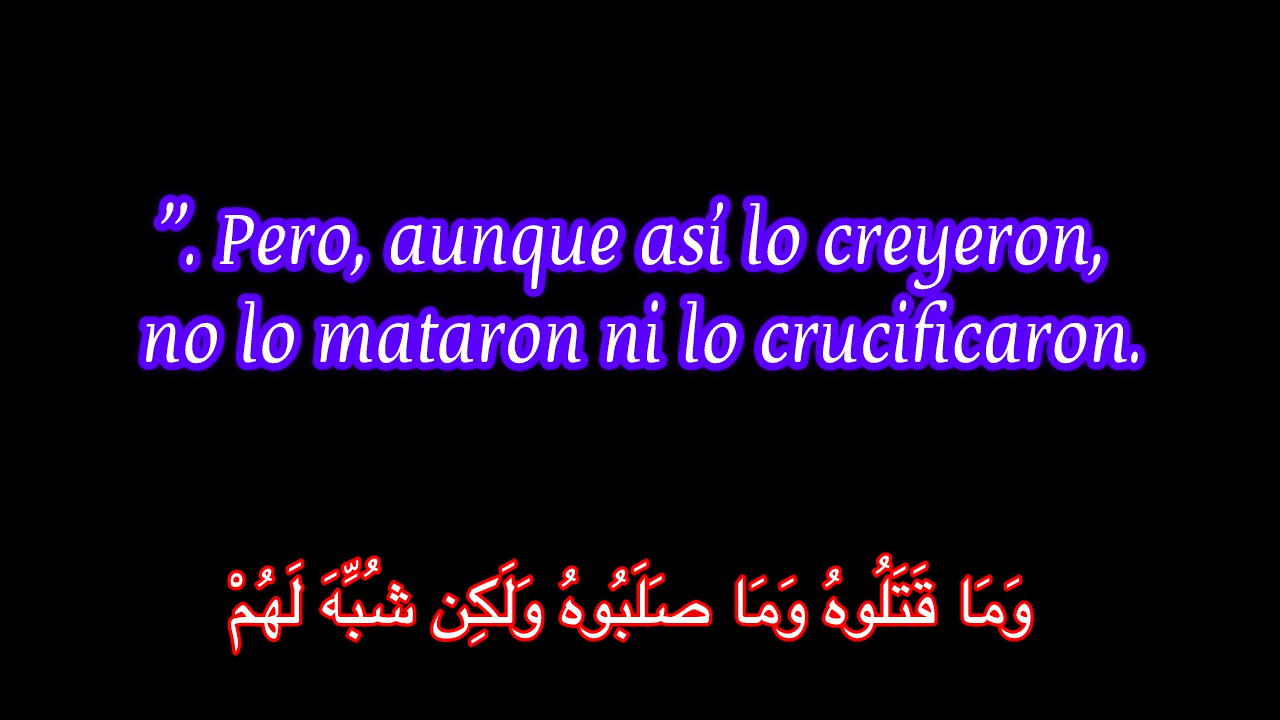 ”. Pero, aunque así lo creyeron,
no lo mataron ni lo crucificaron.
وَمَا قَتَلُوهُ وَمَا صَلَبُوهُ وَلَكِن شُبِّهَ لَهُمْ